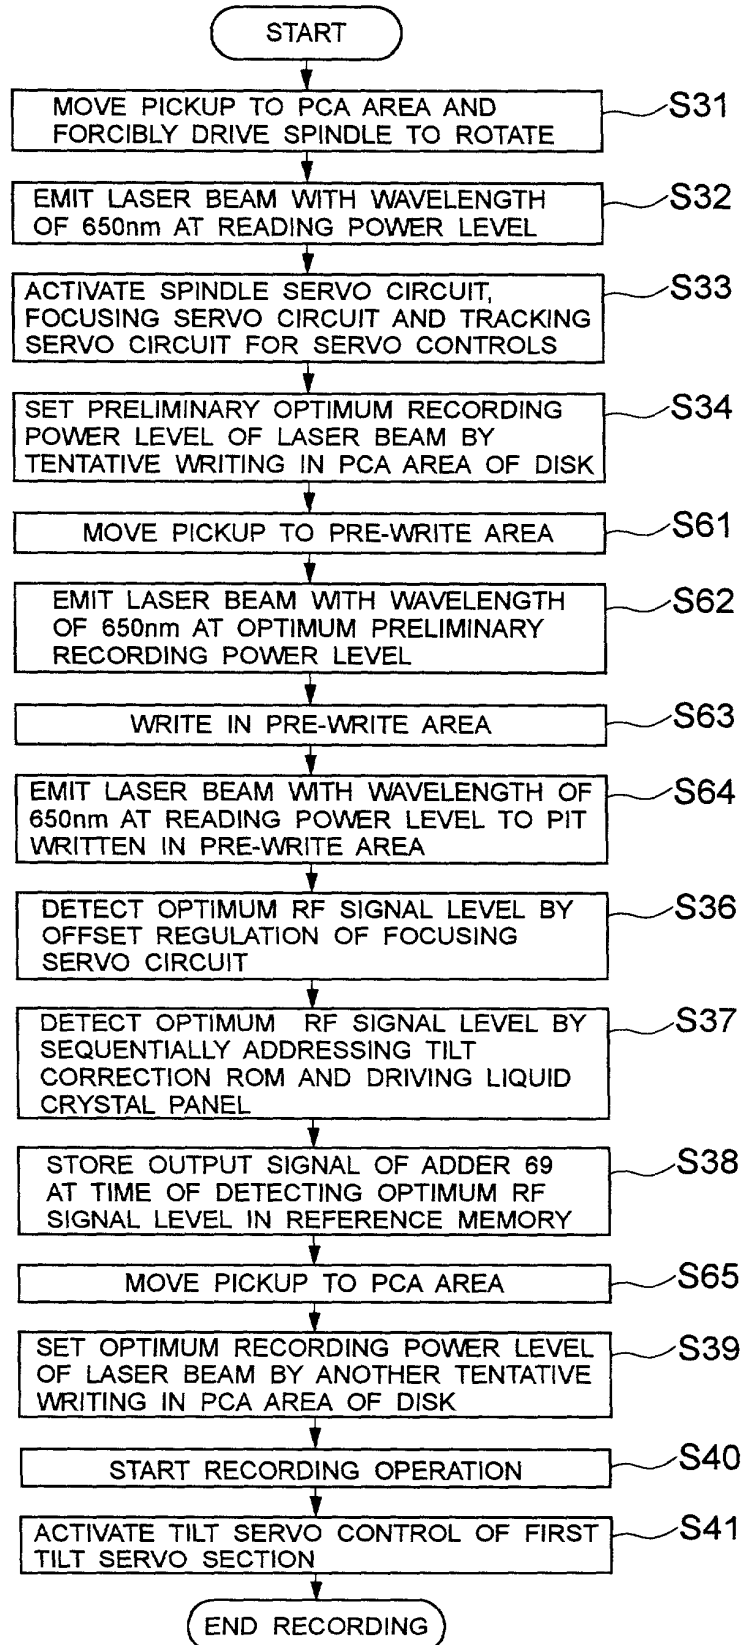 START
MOVE PICKUP TO PCA AREA AND
FORCIBLY DRIVE SPINDLE TO ROTATE
S31
EMIT LASER BEAM WITH WAVELENGTH
OF 650nm AT READING POWER LEVEL
S32
ACTIVATE SPINDLE SERVO CIRCUIT,
FOCUSING SERVO CIRCUIT AND TRACKING
SERVO CIRCUIT FOR SERVO CONTROLS
S33
SET PRELIMINARY OPTIMUM RECORDING
POWER LEVEL OF LASER BEAM BY
TENTATIVE WRITING IN PCA AREA OF DISK
S34
MOVE PICKUP TO PRE-WRITE AREA
S61
EMIT LASER BEAM WITH WAVELENGTH
OF 650nm AT OPTIMUM PRELIMINARY
RECORDING POWER LEVEL
S62
WRITE IN PRE-WRITE AREA
S63
EMIT LASER BEAM WITH WAVELENGTH OF
650nm AT READING POWER LEVEL TO PIT
WRITTEN IN PRE-WRITE AREA
S64
DETECT OPTIMUM RF SIGNAL LEVEL BY
OFFSET REGULATION OF FOCUSING
SERVO CIRCUIT
S36
DETECT OPTIMUM RF SIGNAL LEVEL BY
SEQUENTIALLY ADDRESSING TILT
CORRECTION ROM AND DRIVING LIQUID
CRYSTAL PANEL
S37
STORE OUTPUT SIGNAL OF ADDER 69
AT TIME OF DETECTING OPTIMUM RF
SIGNAL LEVEL IN REFERENCE MEMORY
S38
MOVE PICKUP TO PCA AREA
S65
SET OPTIMUM RECORDING POWER LEVEL
OF LASER BEAM BY ANOTHER TENTATIVE
WRITING IN PCA AREA OF DISK
S39
START RECORDING OPERATION
S40
ACTIVATE TILT SERVO CONTROL OF FIRST
TILT SERVO SECTION
S41
END RECORDING